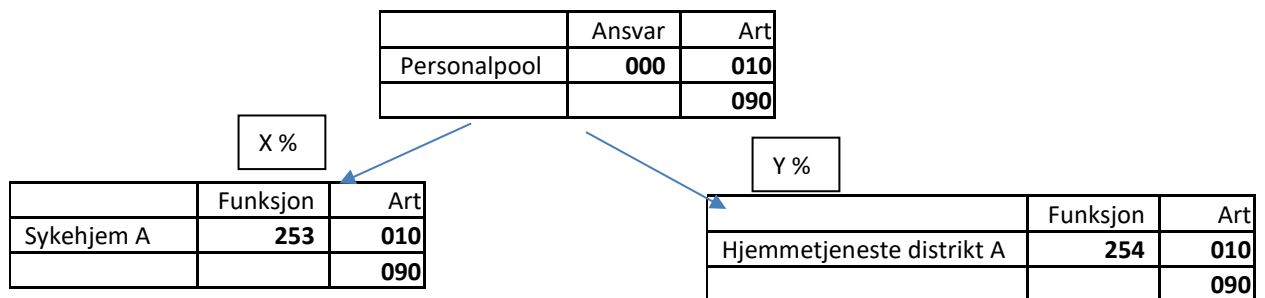 Ansvar Art
Personalpool 000 010
090
X %
Y %
Funksjon Art
Sykehjem A 253 010
090
Funksjon Art
Hjemmetjeneste distrikt A 254 010
090